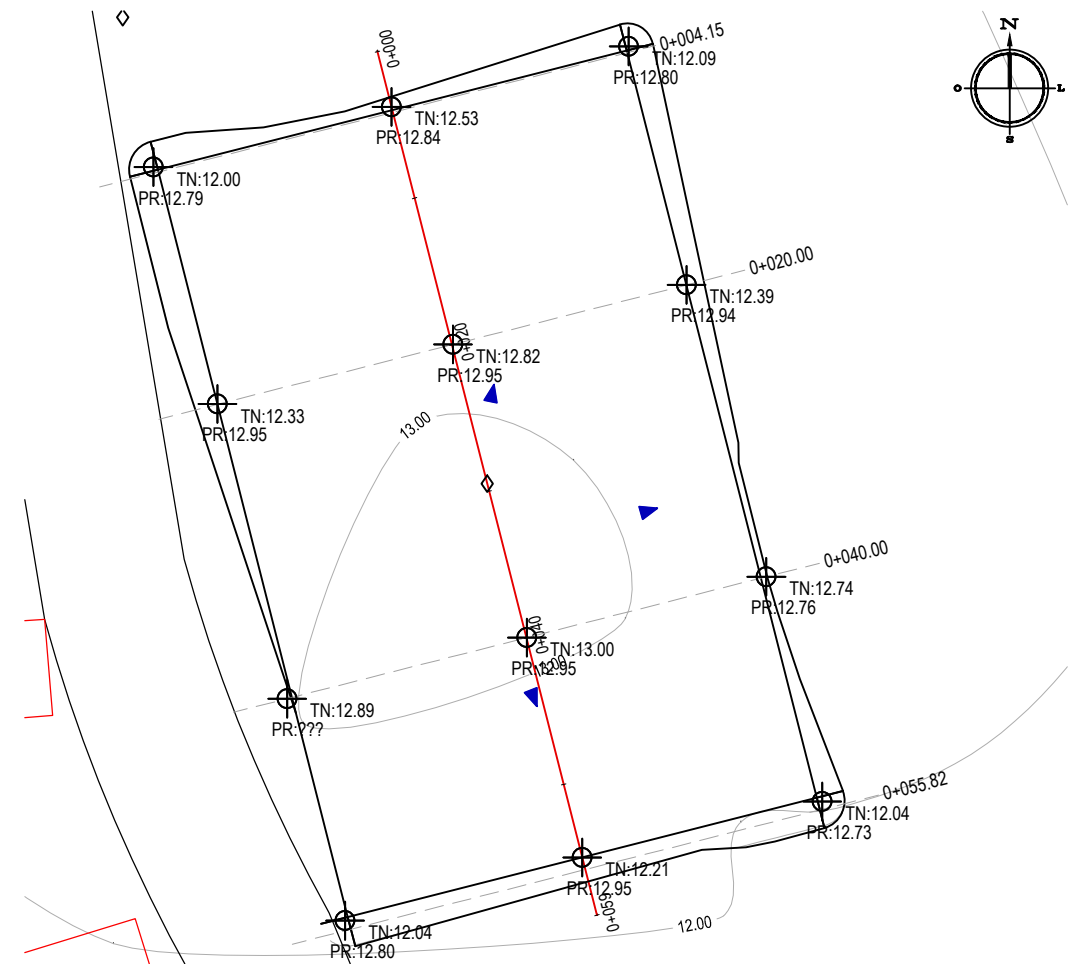 N
O
L
S
0+000
0+004.15
TN:12.09
PR:12.80
TN:12.53
PR:12.84
TN:12.00
PR:12.79
0+020.00
TN:12.39
PR:12.94
0+020
TN:12.82
PR:12.95
TN:12.33
PR:12.95
13.00
0+040.00
TN:12.74
PR:12.76
0+040
TN:13.00
PR:12.95
13.00
TN:12.89
PR:???
0+055.82
TN:12.04
PR:12.73
TN:12.21
PR:12.95
0+059
TN:12.04
PR:12.80
12.00